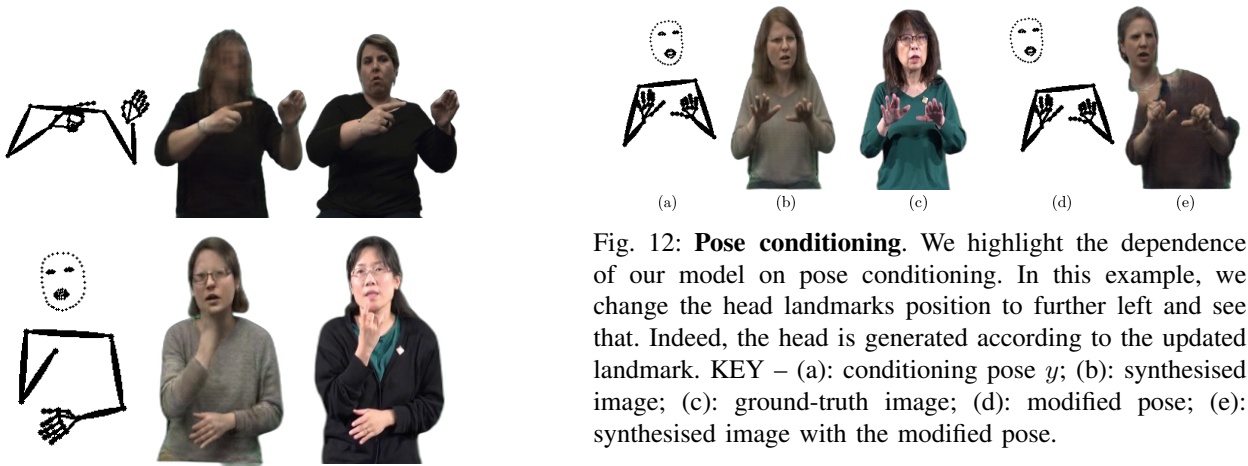 (a) (b) (c) (d) (e)
Fig. 12: Pose conditioning. We highlight the dependence
of our model on pose conditioning. In this example, we
change the head landmarks position to further left and see
that. Indeed, the head is generated according to the updated
landmark. KEY – (a): conditioning pose y; (b): synthesised
image; (c): ground-truth image; (d): modified pose; (e):
synthesised image with the modified pose.